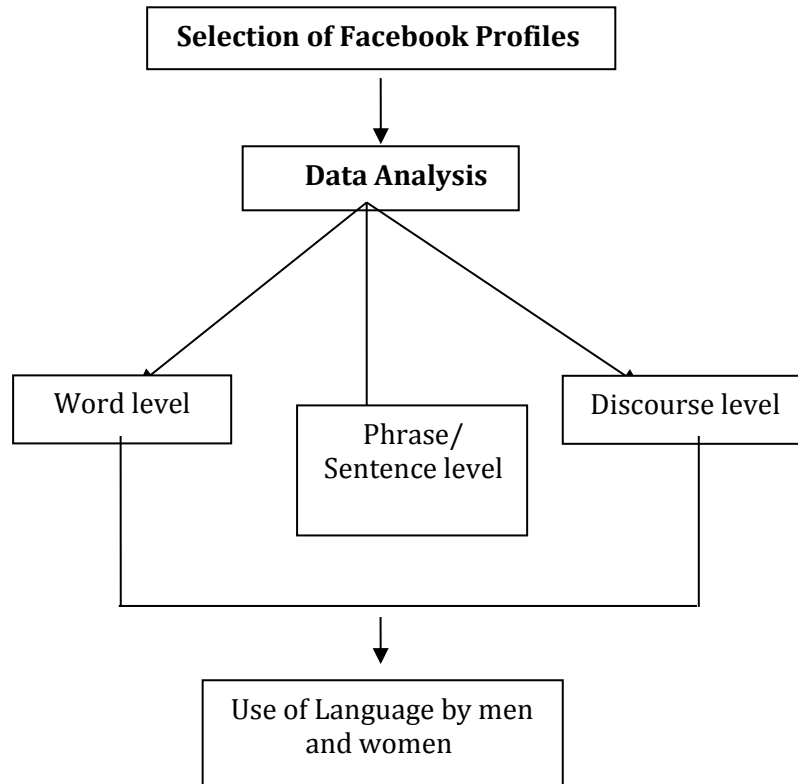 Selection of Facebook Profiles
Data Analysis
Word level
Phrase/
Sentence level
Discourse level
Use of Language by men
and women